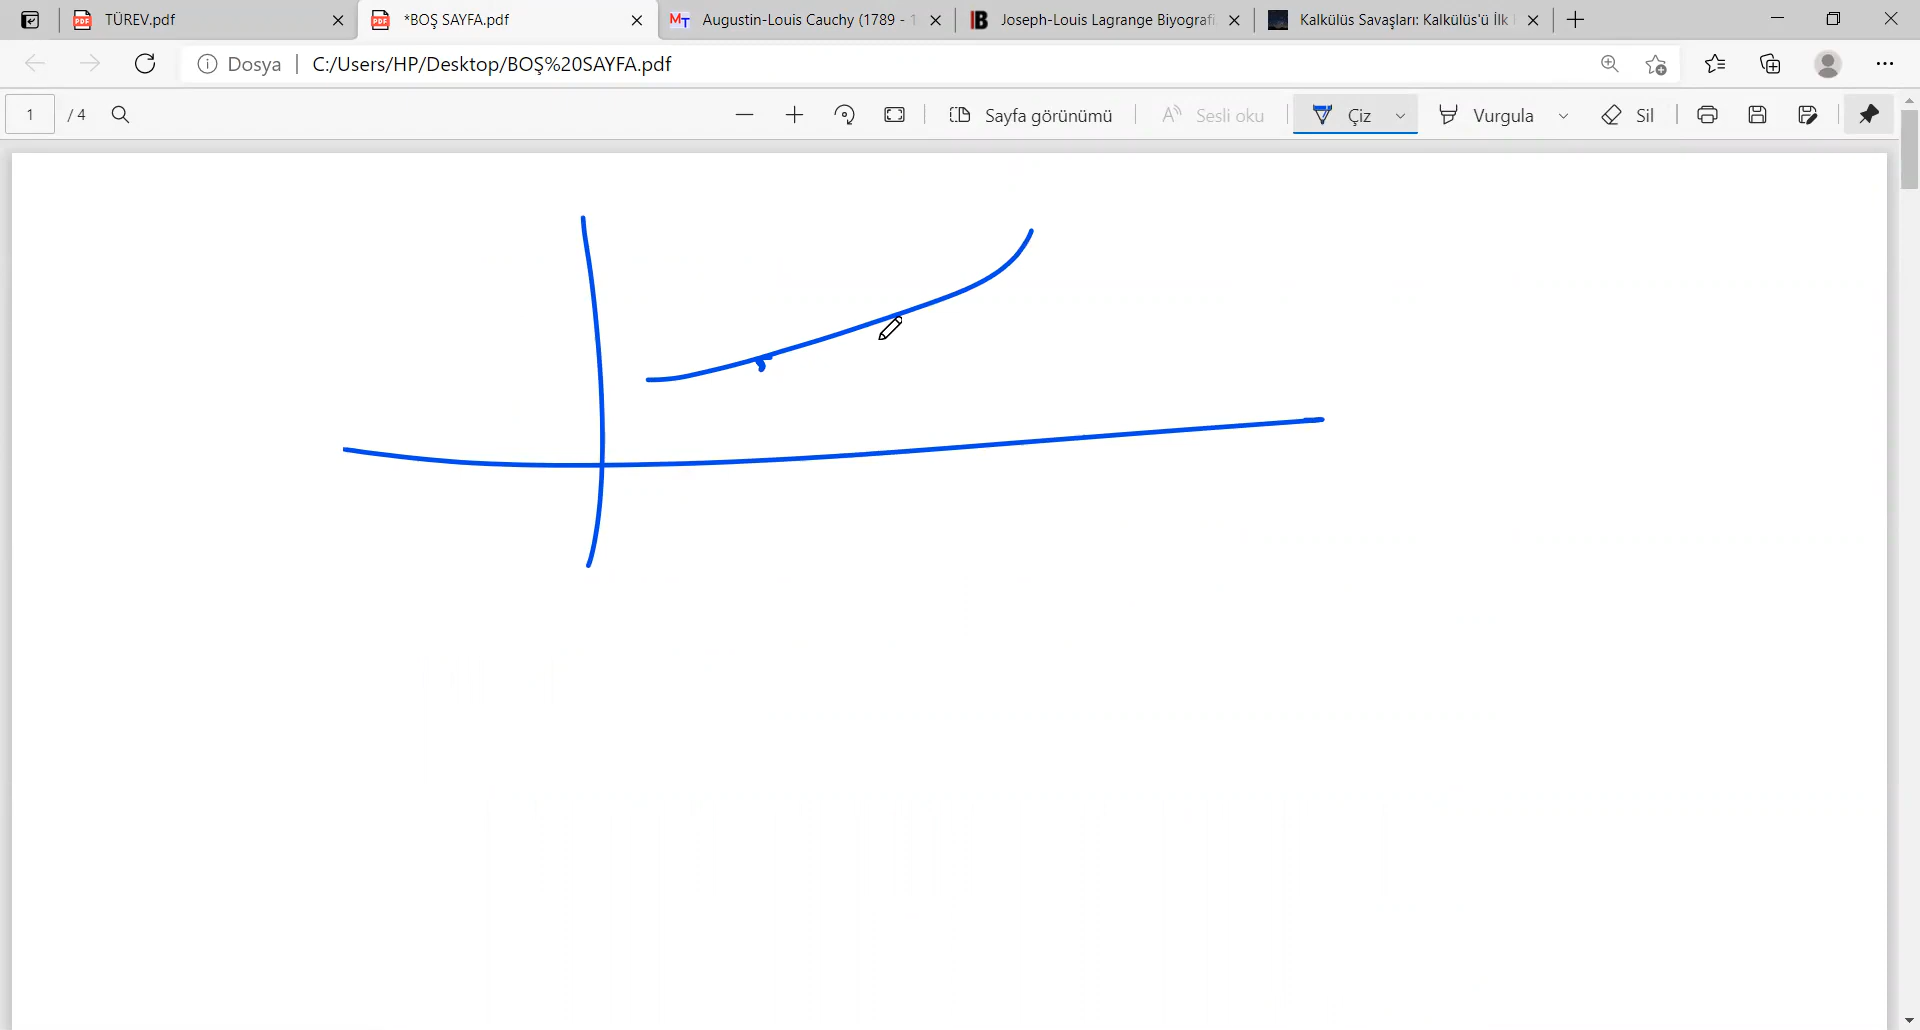 TÜREV.pdf
*BOŞ SAYFA.pdf
Augustin-Louis Cauchy (1789 - 1
Joseph-Louis Lagrange Biyografi
Kalkülüs Savaşları: Kalkülüs'ü İlk
Dosya | C:/Users/HP/Desktop/BOŞ%20SAYFA.pdf
1 / 4
Sayfa görünümü
Sesli oku
Çiz
Vurgula
Sil